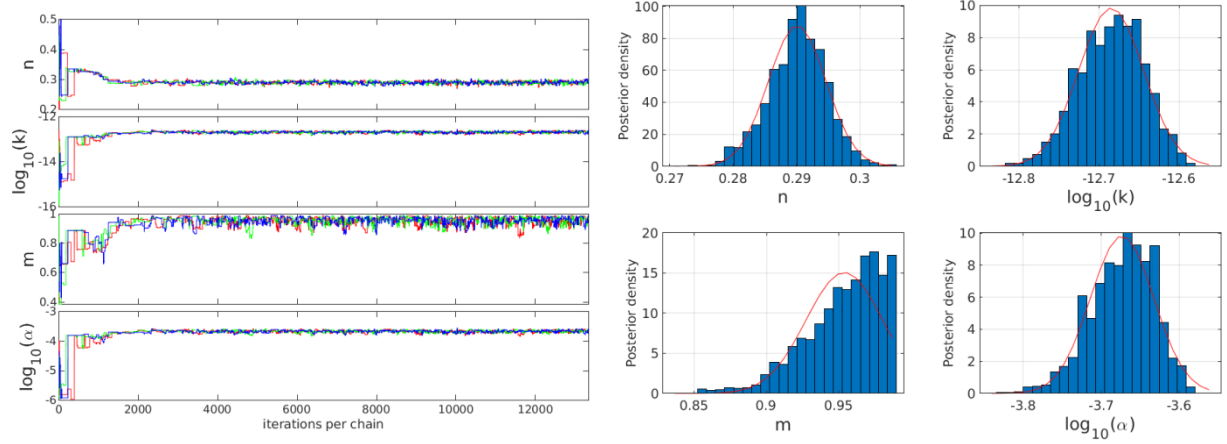 0.5
0.4
0.3
0.2
n
-12
-14
-16
log10(k)
1
0.8
0.6
0.4
m
-3
-4
-5
-6
log10(α)
0 2000 4000 6000 8000 10000 12000
iterations per chain
100
80
60
40
20
0
Posterior density
0.27 0.28 0.29 0.3
n
10
8
6
4
2
0
Posterior density
-12.8 -12.7 -12.6
log10(k)
20
15
10
5
0
Posterior density
0.85 0.9 0.95
m
10
8
6
4
2
0
Posterior density
-3.8 -3.7 -3.6
log10(α)